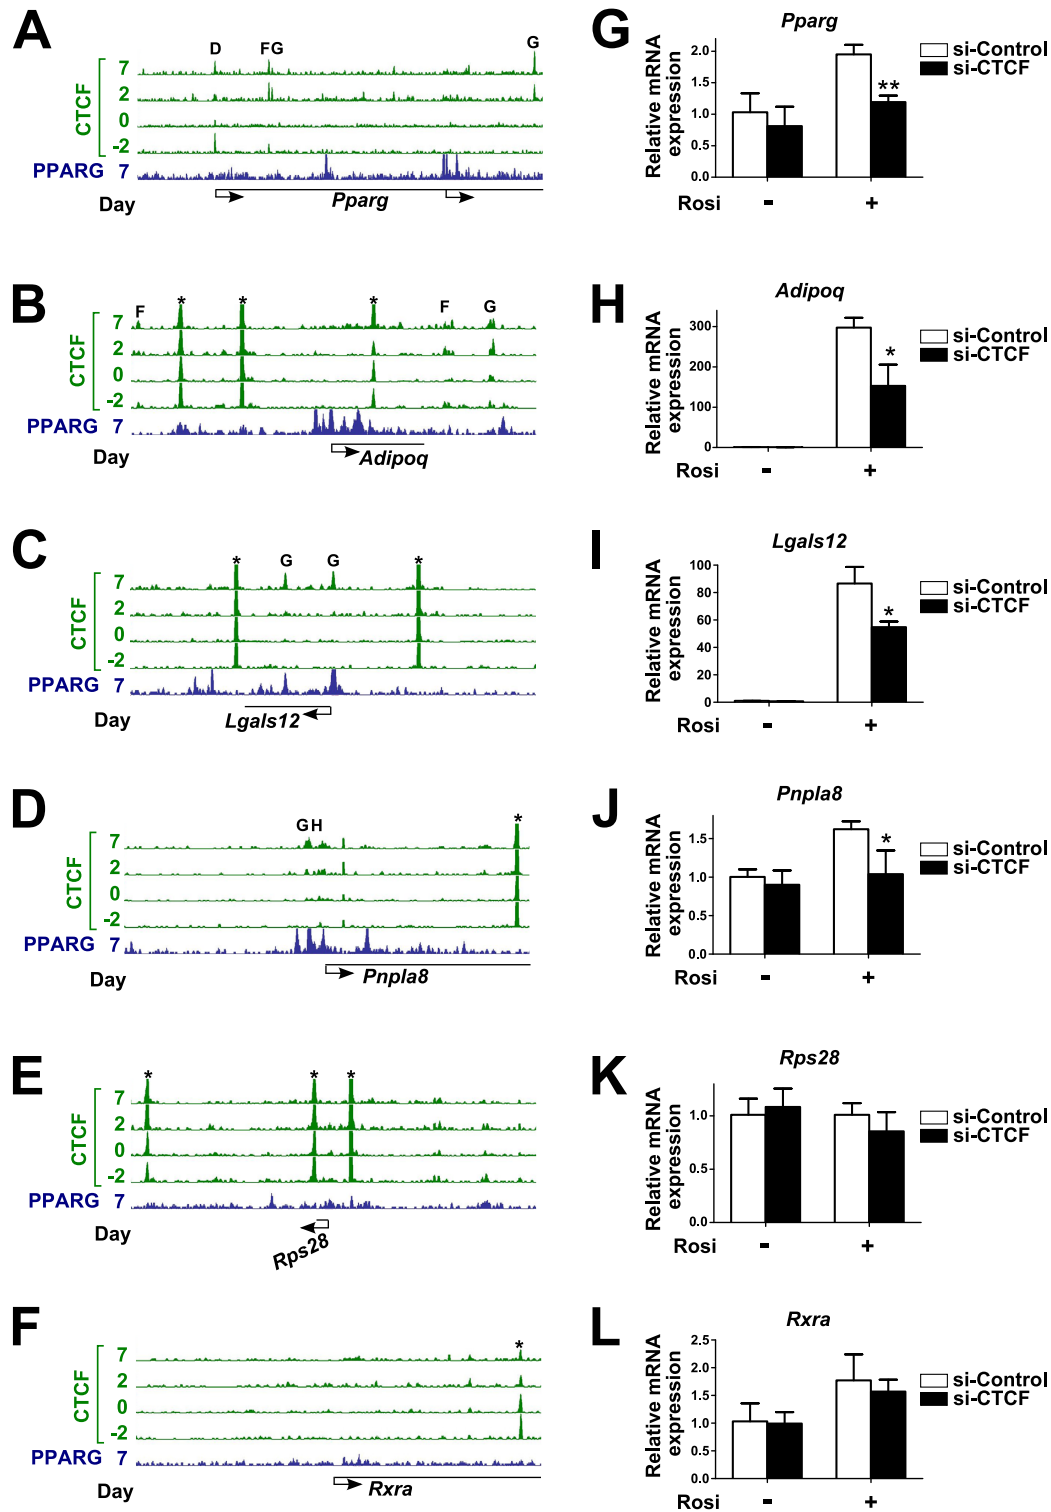 A
D F G G
7
2
0
-2
CTCF
PPARG 7
Day
Pparg
G
Pparg
Relative mRNA
expression
2.0
1.5
1.0
0.5
0.0
**
si-Control
si-CTCF
Rosi - +
B
F * * * F G
7
2
0
-2
CTCF
PPARG 7
Day
Adipoq
H
Adipoq
Relative mRNA
expression
300
200
100
0
*
si-Control
si-CTCF
Rosi - +
C
* G G *
7
2
0
-2
CTCF
PPARG 7
Day
Lgals12
I
Lgals12
Relative mRNA
expression
100
80
60
40
20
0
*
si-Control
si-CTCF
Rosi - +
D
G H *
7
2
0
-2
CTCF
PPARG 7
Day
Pnpla8
J
Pnpla8
Relative mRNA
expression
1.5
1.0
0.5
0.0
*
si-Control
si-CTCF
Rosi - +
E
* * *
7
2
0
-2
CTCF
PPARG 7
Day
Rps28
K
Rps28
Relative mRNA
expression
1.0
0.5
0.0
si-Control
si-CTCF
Rosi - +
F
*
7
2
0
-2
CTCF
PPARG 7
Day
Rxra
L
Rxra
Relative mRNA
expression
2.5
2.0
1.5
1.0
0.5
0.0
si-Control
si-CTCF
Rosi - +